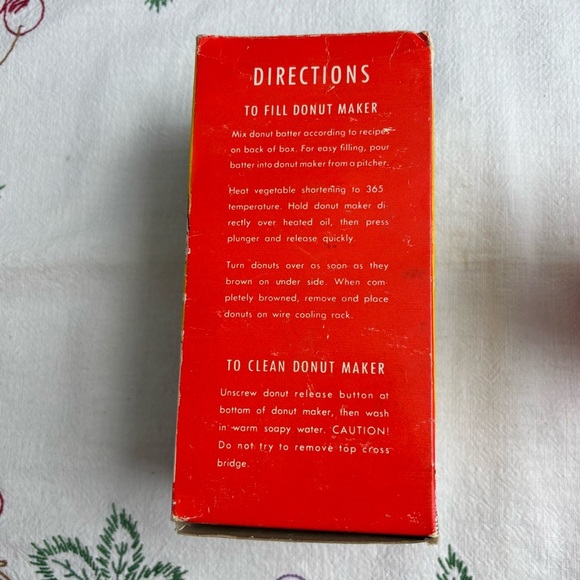 DIRECTIONS
TO FILL DONUT MAKER
Mix donut batter according to recipes
on back of box. For easy filling, pour
batter into donut maker from a pitcher.
Heat vegetable shortening to 365
temperature. Hold donut maker di-
rectly over heated oil, then press
plunger and release quickly.
Turn donuts over as soon as they
brown on under side. When com-
pletely browned, remove and place
donuts on wire cooling rack.
TO CLEAN DONUT MAKER
Unscrew donut release button at
bottom of donut maker, then wash
in warm soapy water. CAUTION!
Do not try to remove top cross
bridge.